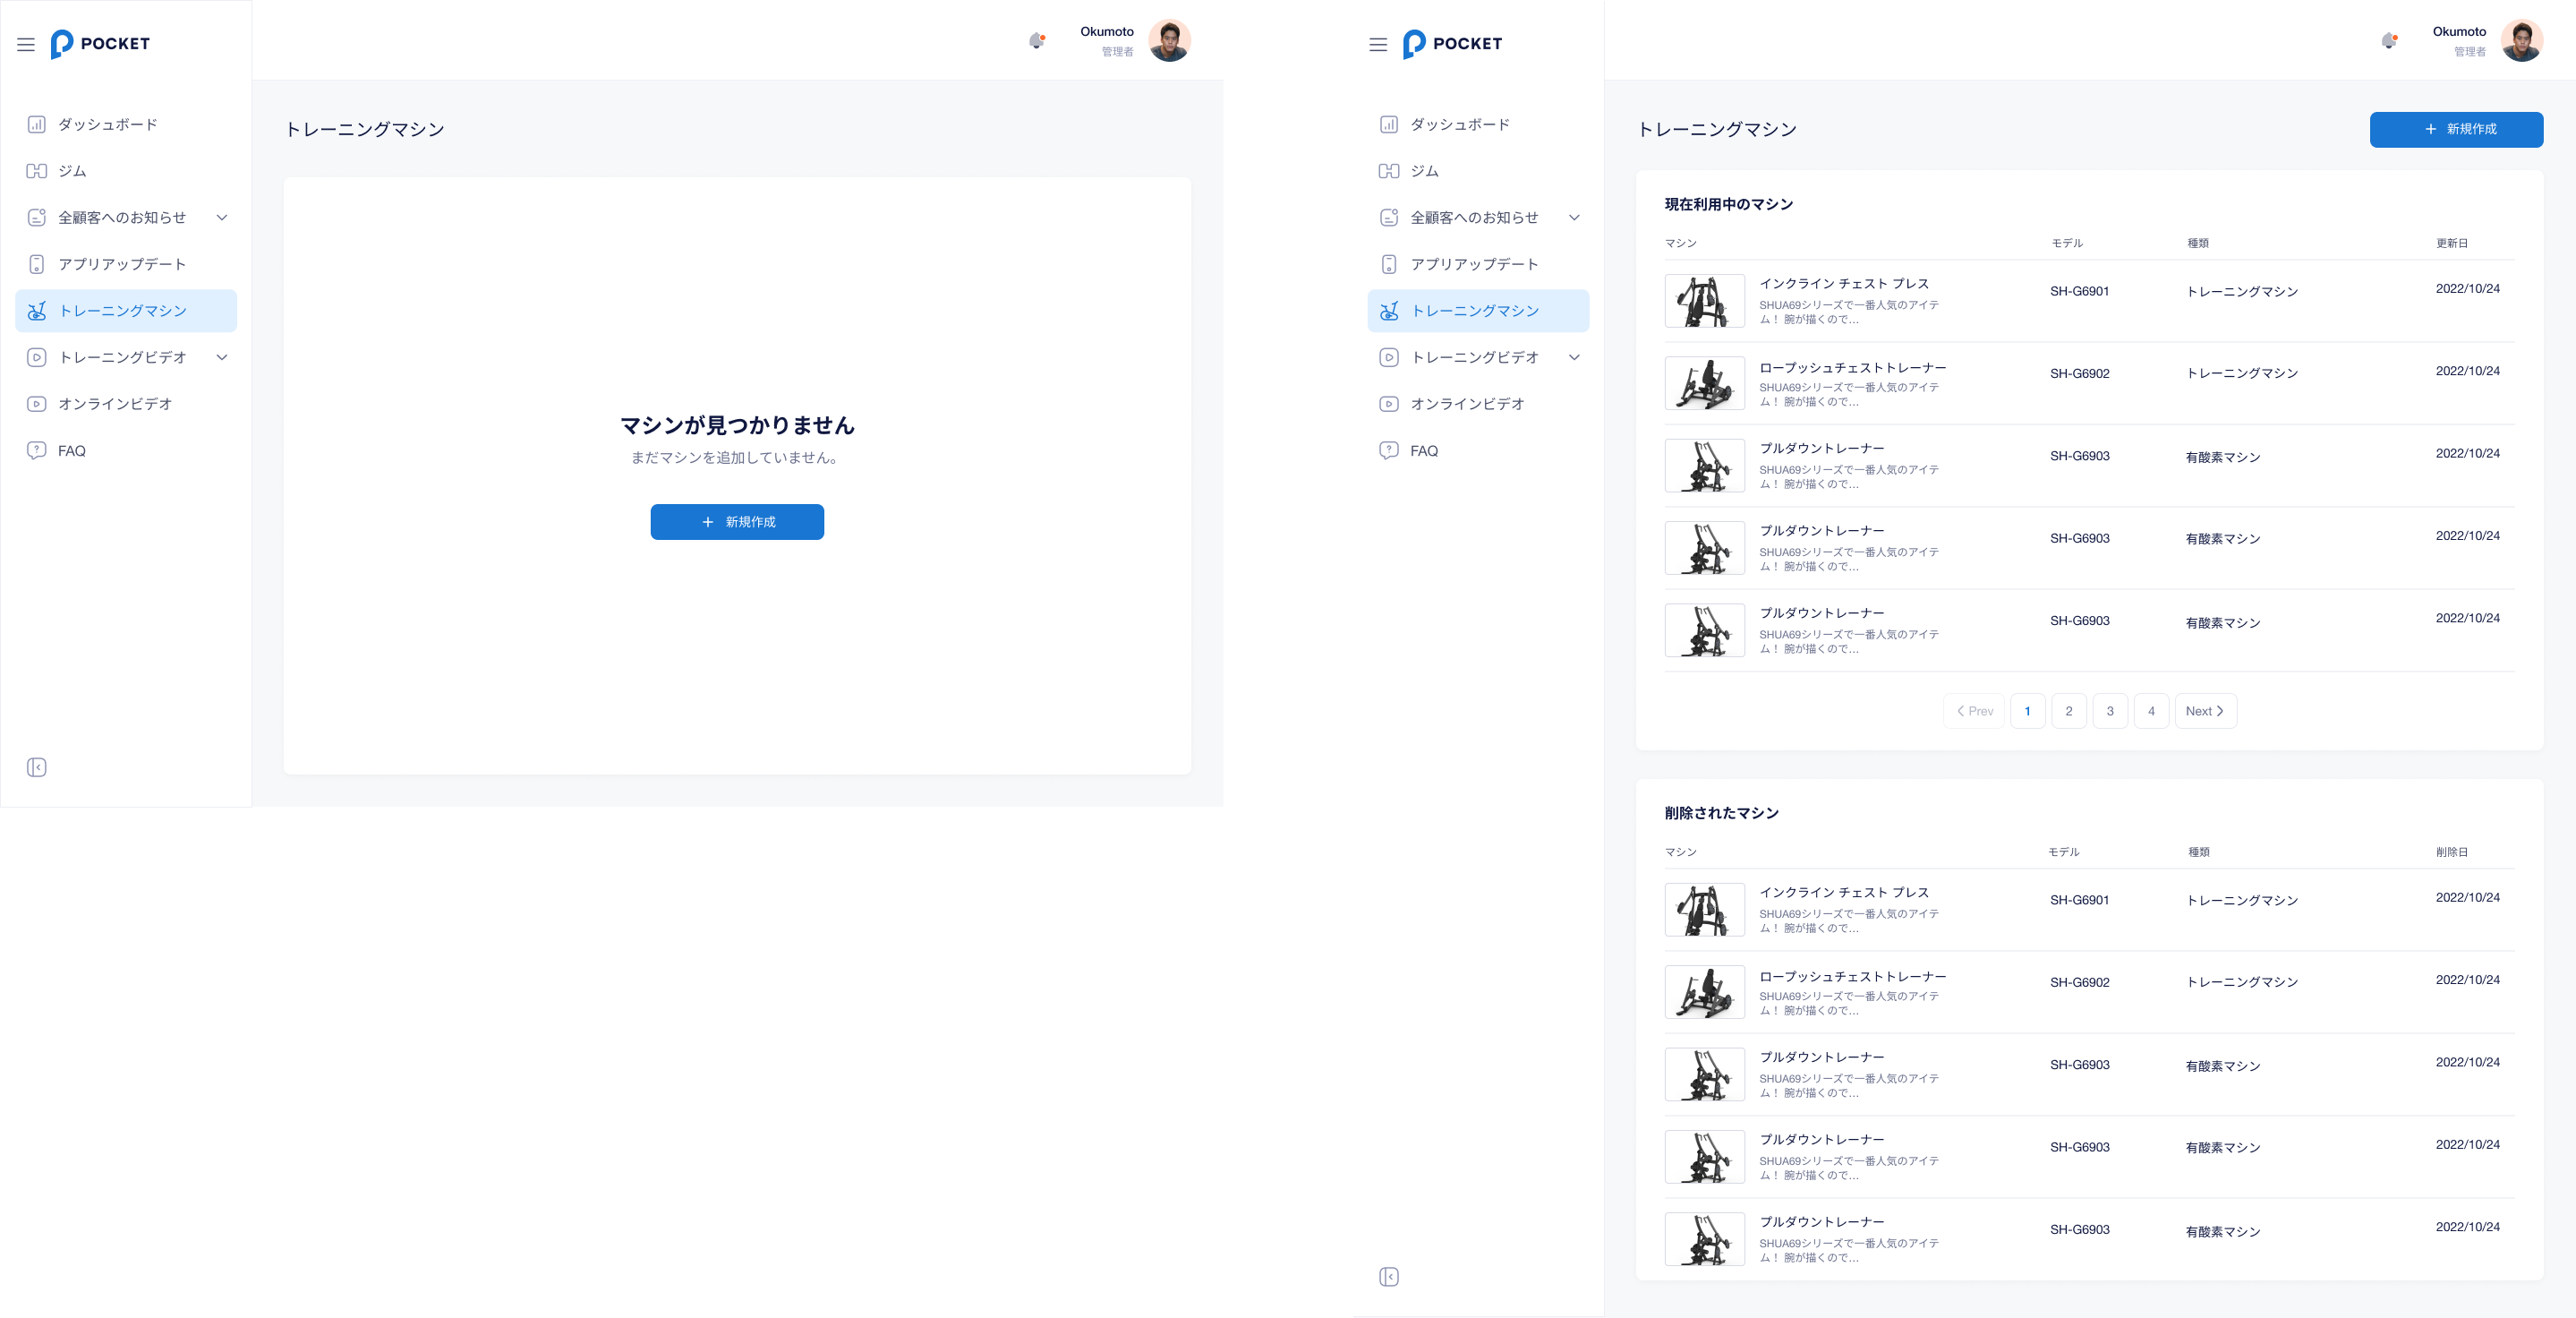 POCKET
Okumoto
管理者
ダッシュボード
ジム
全顧客へのお知らせ
アプリアップデート
トレーニングマシン
トレーニングビデオ
オンラインビデオ
FAQ
トレーニングマシン
マシンが見つかりません
まだマシンを追加していません。
+ 新規作成
POCKET
Okumoto
管理者
ダッシュボード
ジム
全顧客へのお知らせ
アプリアップデート
トレーニングマシン
トレーニングビデオ
オンラインビデオ
FAQ
トレーニングマシン
+ 新規作成
現在利用中のマシン
マシン モデル 種類 更新日
インクライン チェスト プレス
SHUA69シリーズで一番人気のアイテ
ム！ 腕が描くので...
SH-G6901 トレーニングマシン 2022/10/24
ロープッシュチェストトレーナー
SHUA69シリーズで一番人気のアイテ
ム！ 腕が描くので...
SH-G6902 トレーニングマシン 2022/10/24
プルダウントレーナー
SHUA69シリーズで一番人気のアイテ
ム！ 腕が描くので...
SH-G6903 有酸素マシン 2022/10/24
プルダウントレーナー
SHUA69シリーズで一番人気のアイテ
ム！ 腕が描くので...
SH-G6903 有酸素マシン 2022/10/24
プルダウントレーナー
SHUA69シリーズで一番人気のアイテ
ム！ 腕が描くので...
SH-G6903 有酸素マシン 2022/10/24
Prev 1 2 3 4 Next
削除されたマシン
マシン モデル 種類 削除日
インクライン チェスト プレス
SHUA69シリーズで一番人気のアイテ
ム！ 腕が描くので...
SH-G6901 トレーニングマシン 2022/10/24
ロープッシュチェストトレーナー
SHUA69シリーズで一番人気のアイテ
ム！ 腕が描くので...
SH-G6902 トレーニングマシン 2022/10/24
プルダウントレーナー
SHUA69シリーズで一番人気のアイテ
ム！ 腕が描くので...
SH-G6903 有酸素マシン 2022/10/24
プルダウントレーナー
SHUA69シリーズで一番人気のアイテ
ム！ 腕が描くので...
SH-G6903 有酸素マシン 2022/10/24
プルダウントレーナー
SHUA69シリーズで一番人気のアイテ
ム！ 腕が描くので...
SH-G6903 有酸素マシン 2022/10/24